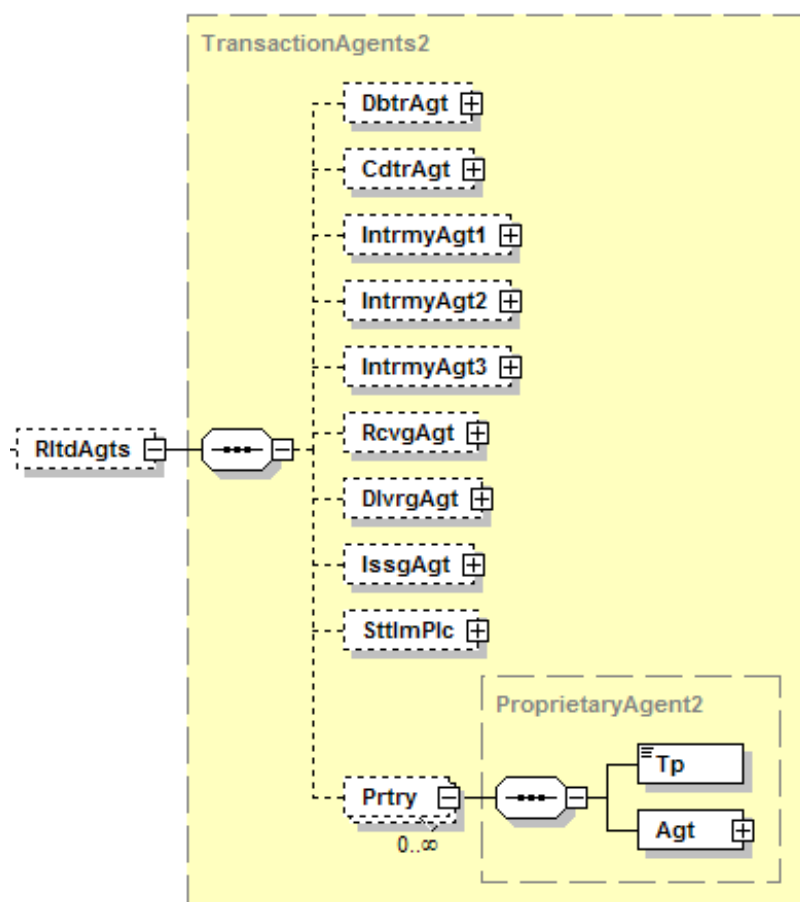 TransactionAgents2
DbtrAgt
CdtrAgt
IntrmyAgt1
IntrmyAgt2
IntrmyAgt3
RltdAgts
RcvgAgt
DlvrgAgt
IssgAgt
SttlmPlc
ProprietaryAgent2
Tp
Prtry
Agt
0..∞